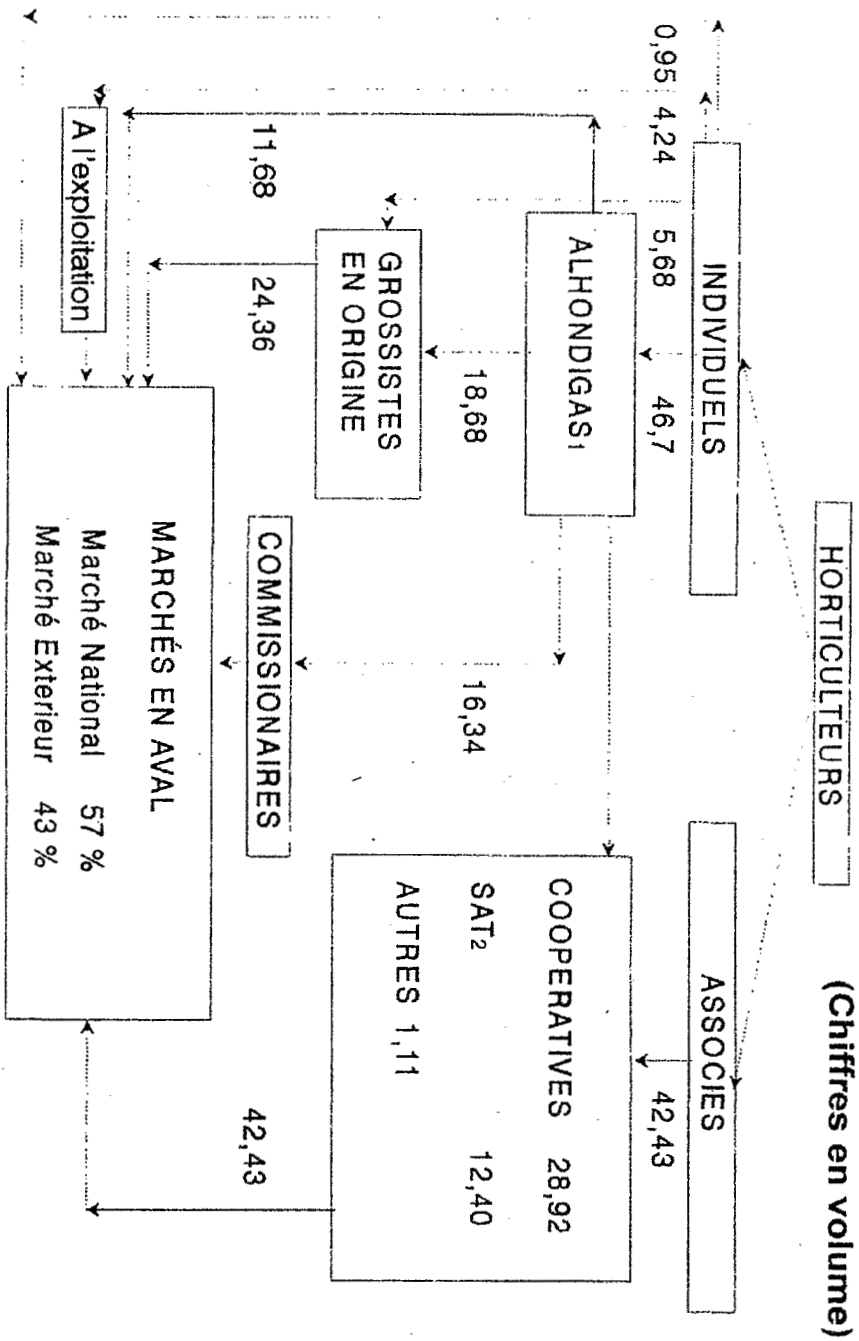 (Chiffres en volume)
HORTICULTEURS
INDIVIDUELS
ASSOCIES
0,95
4,24
5,68
46,7
42,43
ALHONDIGAS1
COOPERATIVES 28,92
SAT2 12,40
AUTRES 1,11
11,68
18,68
16,34
GROSSISTES
EN ORIGINE
24,36
COMMISSIONAIRES
42,43
A l'exploitation
MARCHÉS EN AVAL
Marché National 57 %
Marché Exterieur 43 %